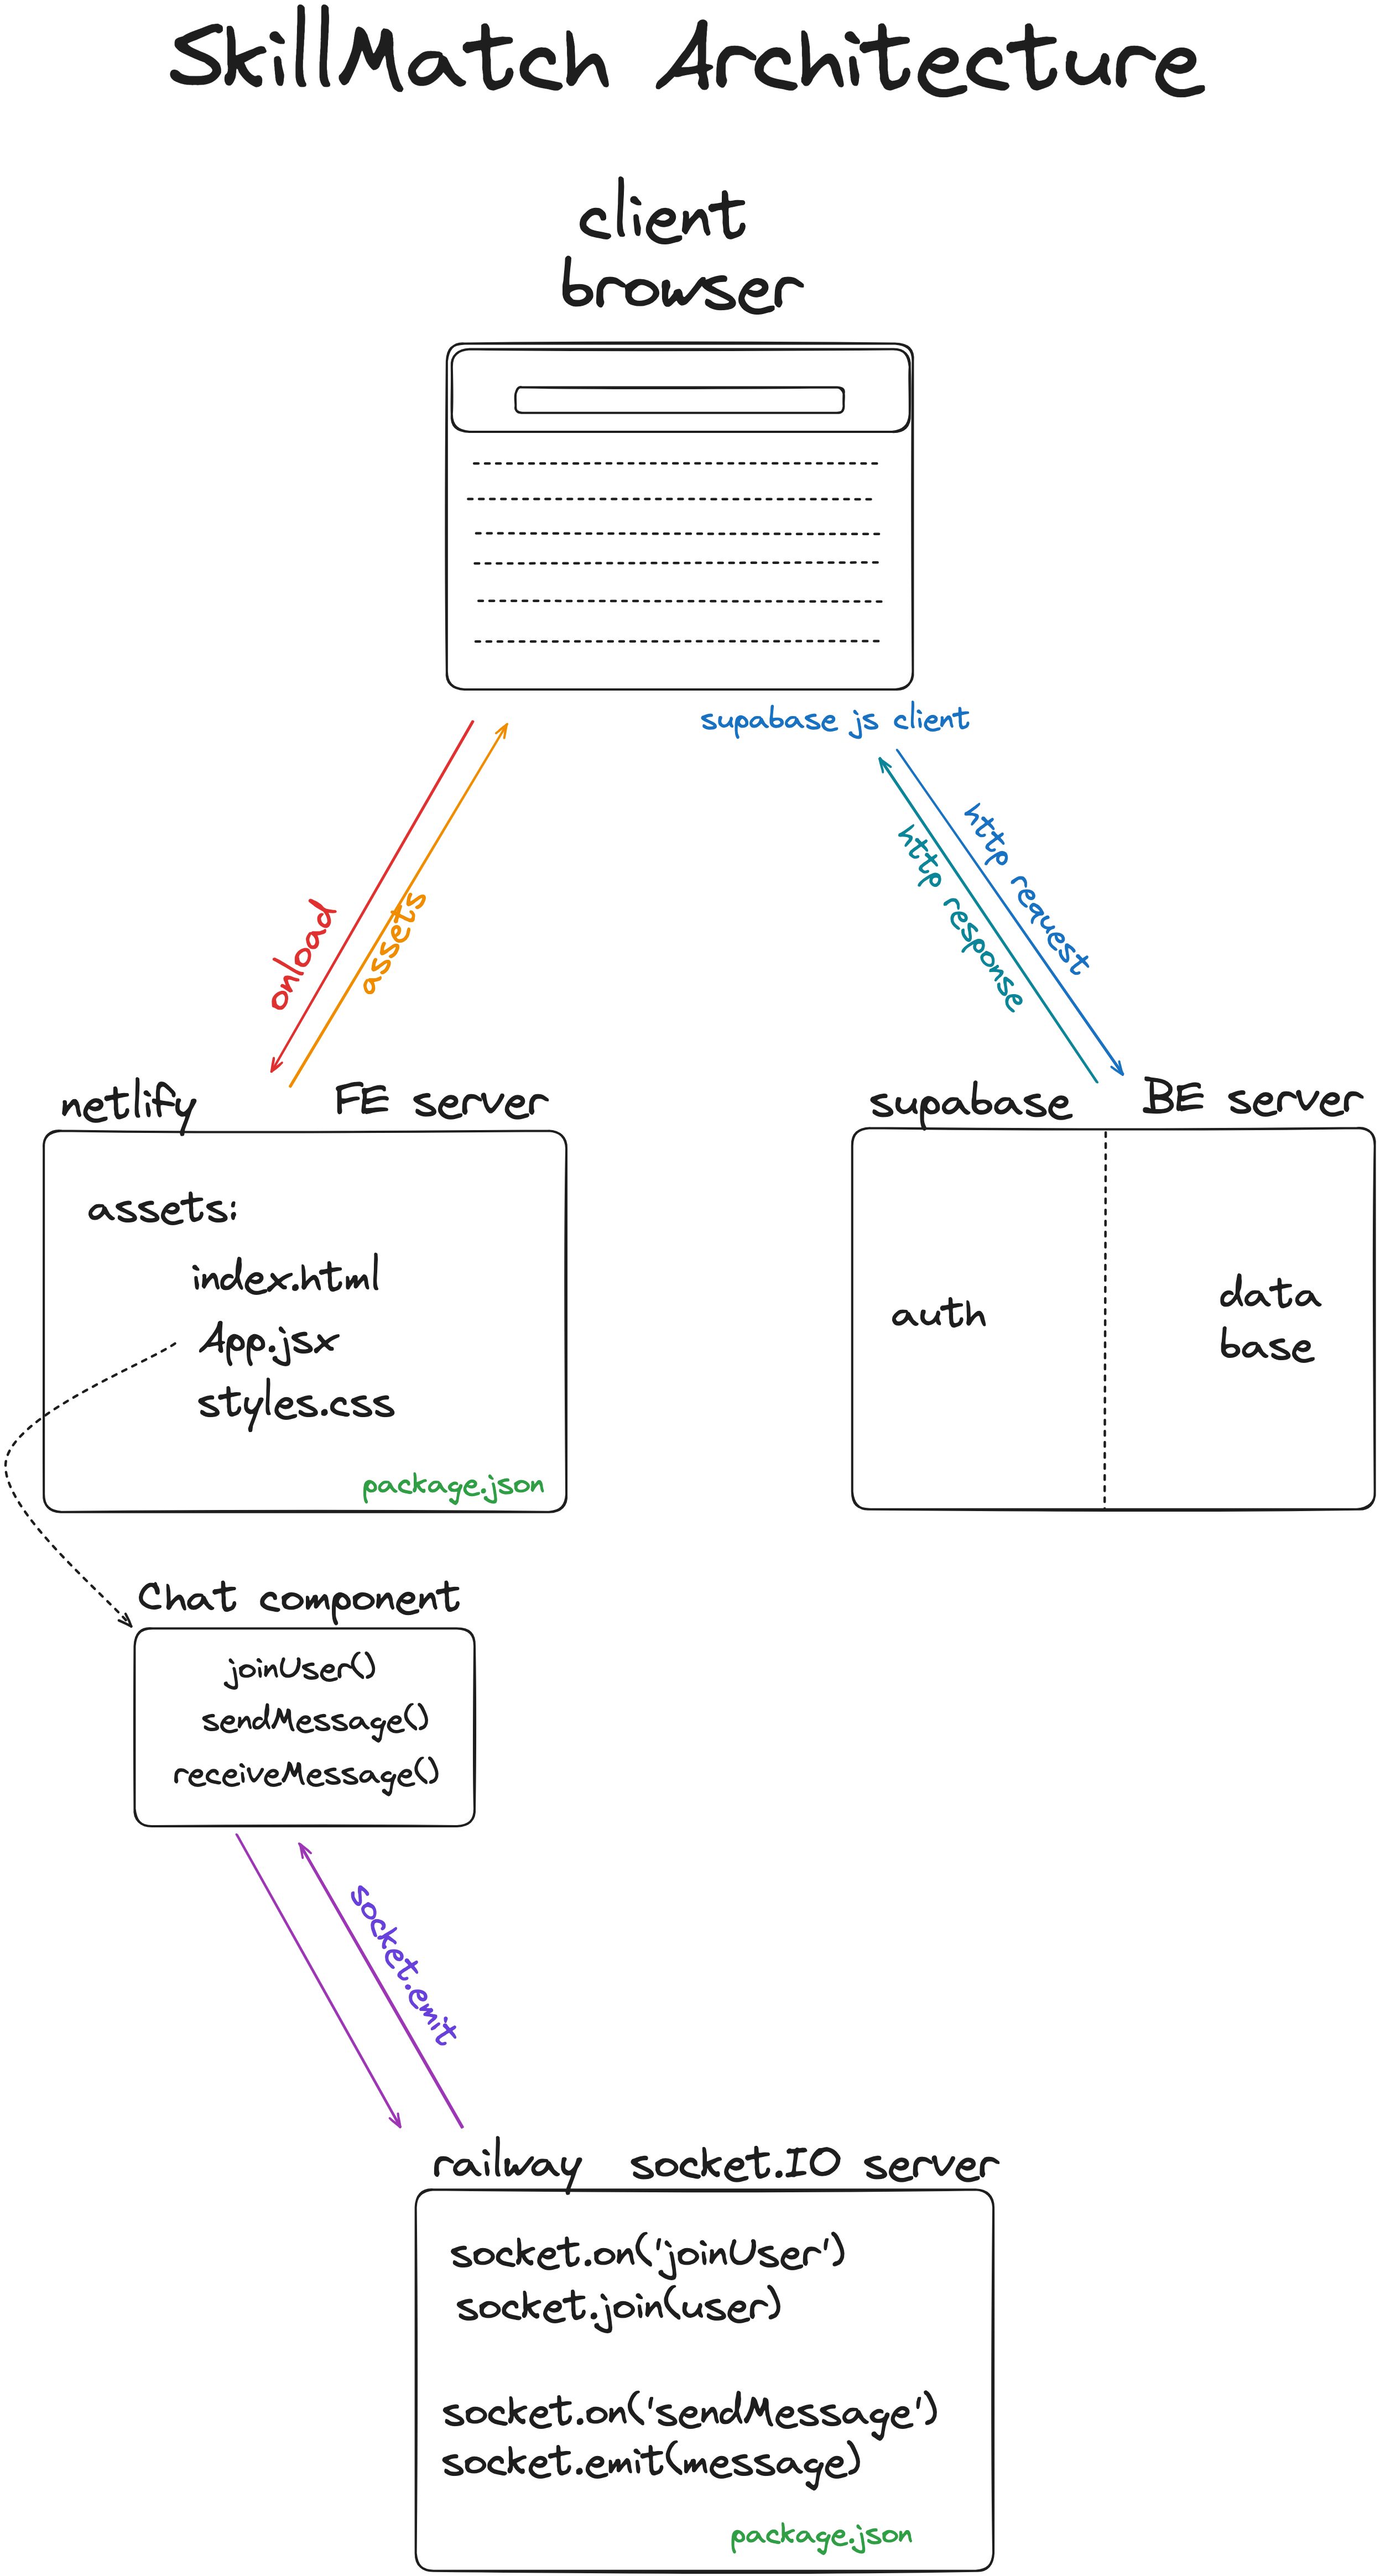 SkillMatch Architecture
client
browser
supabase js client
onload
assets
http response
http request
netlify
FE server
assets:
index.html
App.jsx
styles.css
package.json
supabase
BE server
auth
data
base
Chat component
joinUser()
sendMessage()
receiveMessage()
socket.emit
railway
socket.IO server
socket.on('joinUser')
socket.join(user)
socket.on('sendMessage')
socket.emit(message)
package.json